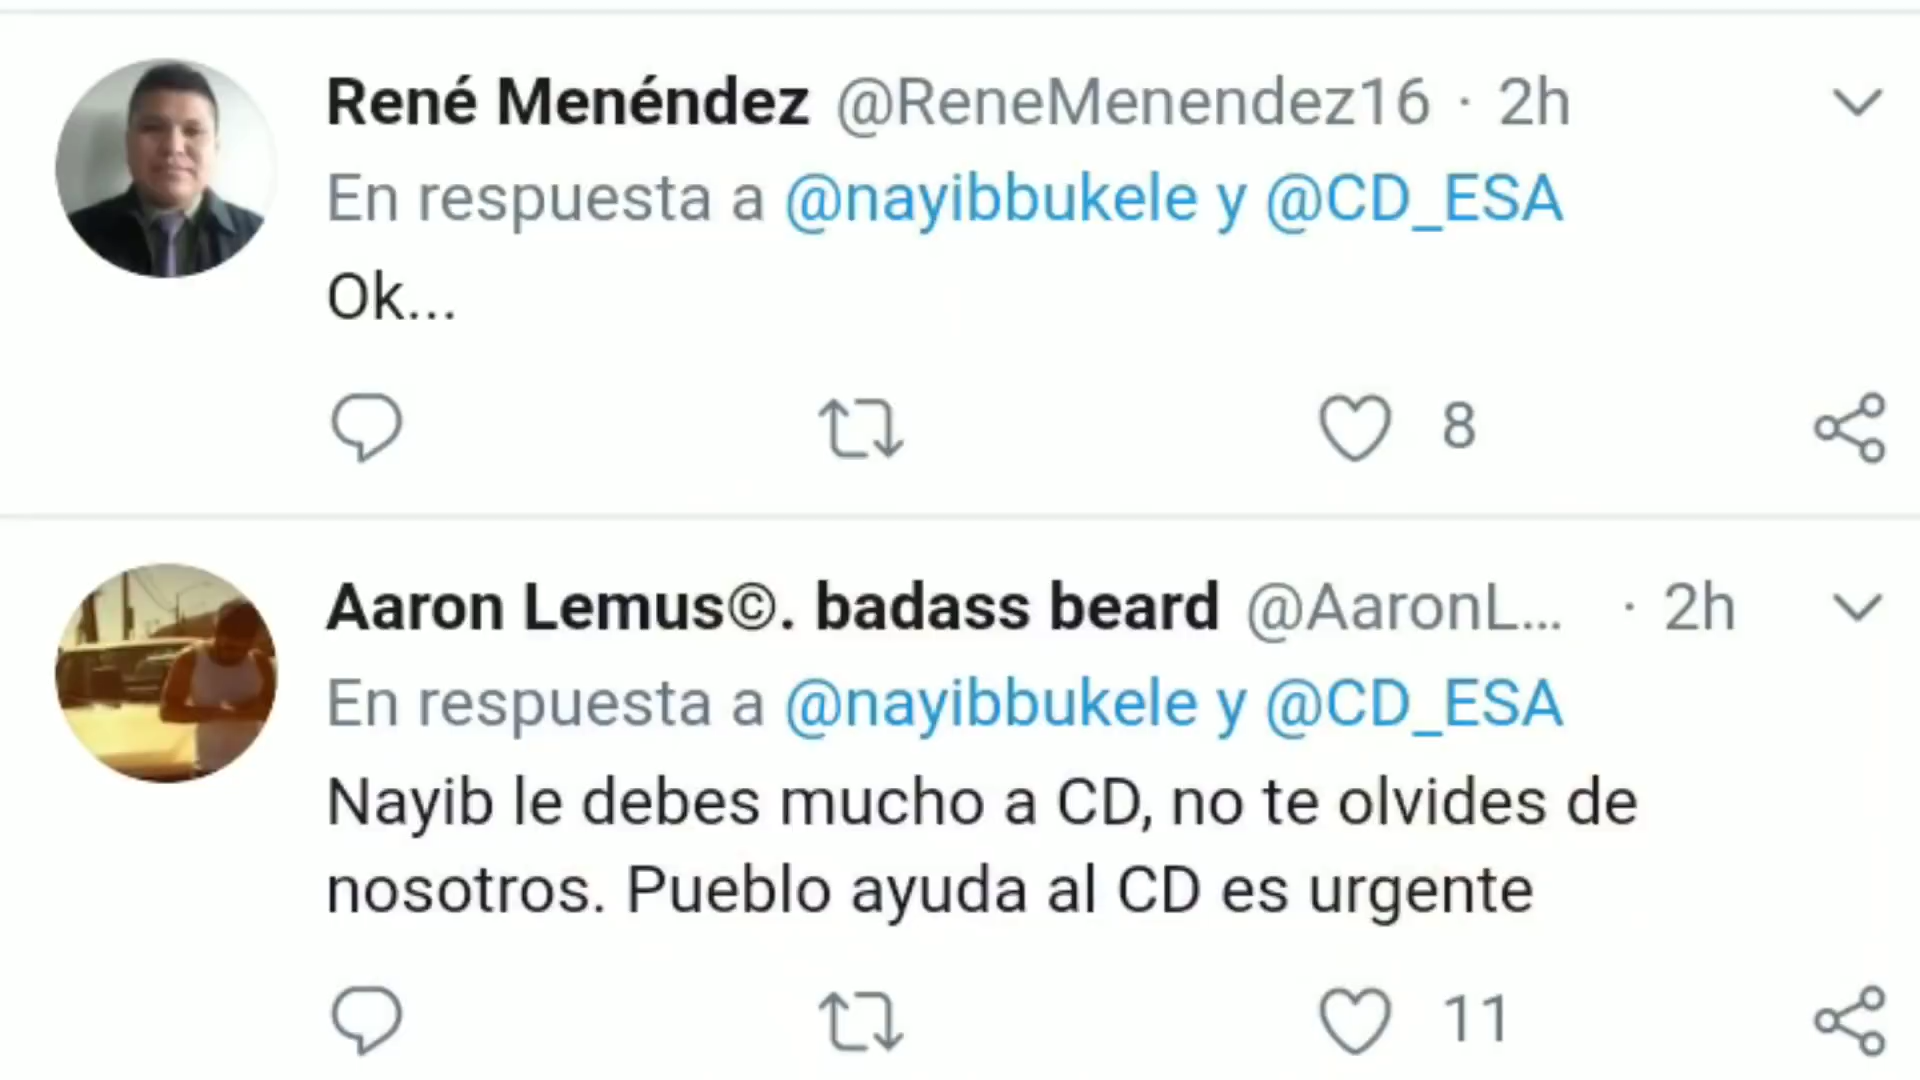 René Menéndez @ReneMenendez16 · 2h
En respuesta a @nayibbukele y @CD_ESA
Ok...
8
Aaron Lemus©. badass beard @AaronL... · 2h
En respuesta a @nayibbukele y @CD_ESA
Nayib le debes mucho a CD, no te olvides de
nosotros. Pueblo ayuda al CD es urgente
11